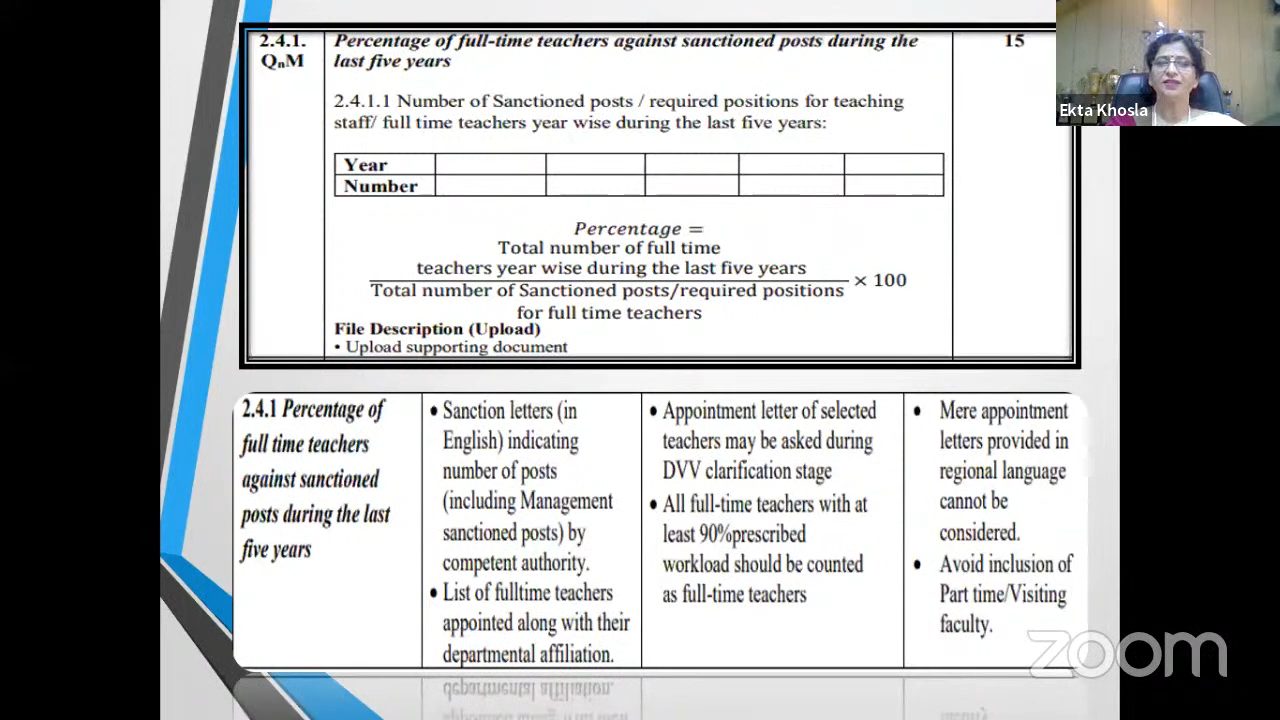 2.4.1.
QnM
Percentage of full-time teachers against sanctioned posts during the
last five years
15
2.4.1.1 Number of Sanctioned posts / required positions for teaching
staff/ full time teachers year wise during the last five years:
Year
Number
Percentage =
Total number of full time
teachers year wise during the last five years
Total number of Sanctioned posts/required positions
for full time teachers
× 100
File Description (Upload)
• Upload supporting document
Ekta Khosla
2.4.1 Percentage of
full time teachers
against sanctioned
posts during the last
five years
• Sanction letters (in
English) indicating
number of posts
(including Management
sanctioned posts) by
competent authority.
• List of fulltime teachers
appointed along with their
departmental affiliation.
• Appointment letter of selected
teachers may be asked during
DVV clarification stage
• All full-time teachers with at
least 90%prescribed
workload should be counted
as full-time teachers
• Mere appointment
letters provided in
regional language
cannot be
considered.
• Avoid inclusion of
Part time/Visiting
faculty.
zoom